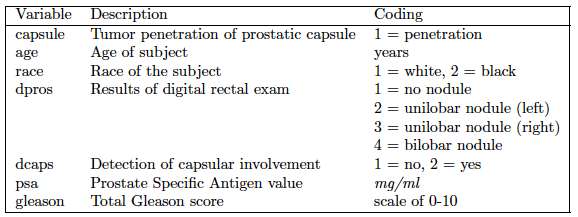 Variable Description Coding
capsule Tumor penetration of prostatic capsule 1 = penetration
age Age of subject years
race Race of the subject 1 = white, 2 = black
dpros Results of digital rectal exam 1 = no nodule
2 = unilobar nodule (left)
3 = unilobar nodule (right)
4 = bilobar nodule
dcaps Detection of capsular involvement 1 = no, 2 = yes
psa Prostate Specific Antigen value mg/ml
gleason Total Gleason score scale of 0-10